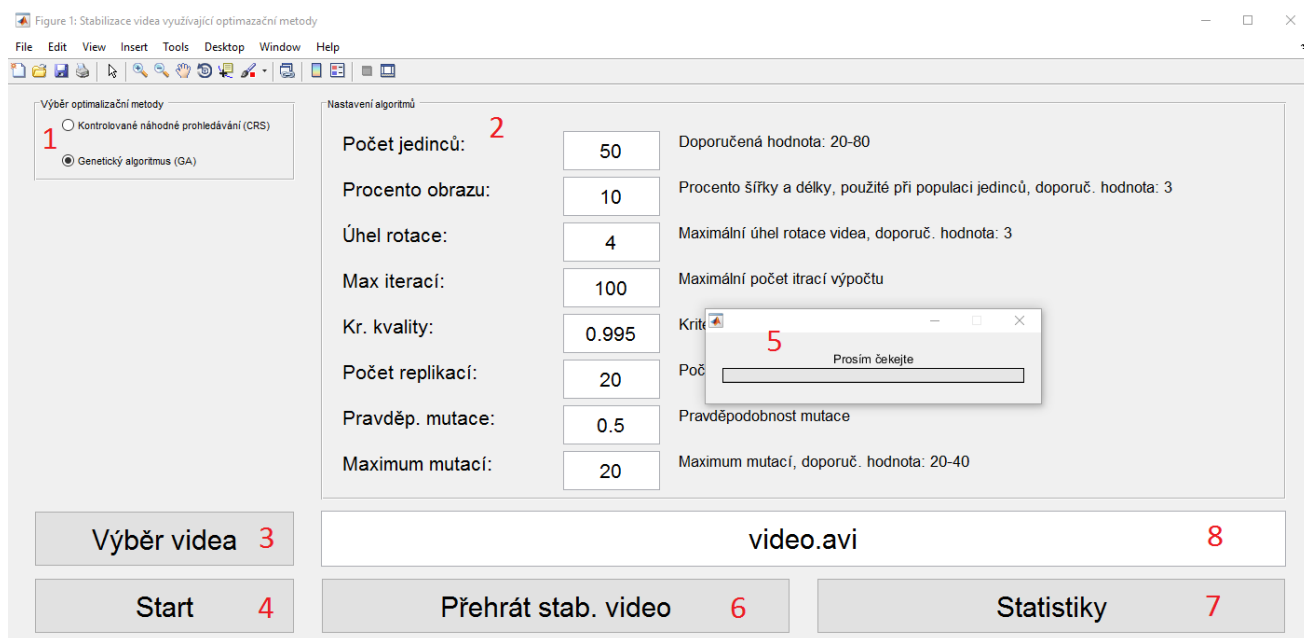 Figure 1: Stabilizace videa využívající optimazační metody
File Edit View Insert Tools Desktop Window Help
Výběr optimalizační metody
1
Kontrolované náhodné prohledávání (CRS)
Genetický algoritmus (GA)
Nastavení algoritmů
2
Počet jedinců: 50 Doporučená hodnota: 20-80
Procento obrazu: 10 Procento šířky a délky, použité při populaci jedinců, doporuč. hodnota: 3
Úhel rotace: 4 Maximální úhel rotace videa, doporuč. hodnota: 3
Max iterací: 100 Maximální počet itrací výpočtu
Kr. kvality: 0.995 Krite
Počet replikací: 20 Poč
5
Prosím čekejte
Pravděp. mutace: 0.5 Pravděpodobnost mutace
Maximum mutací: 20 Maximum mutací, doporuč. hodnota: 20-40
Výběr videa 3 video.avi 8
Start 4 Přehrát stab. video 6 Statistiky 7